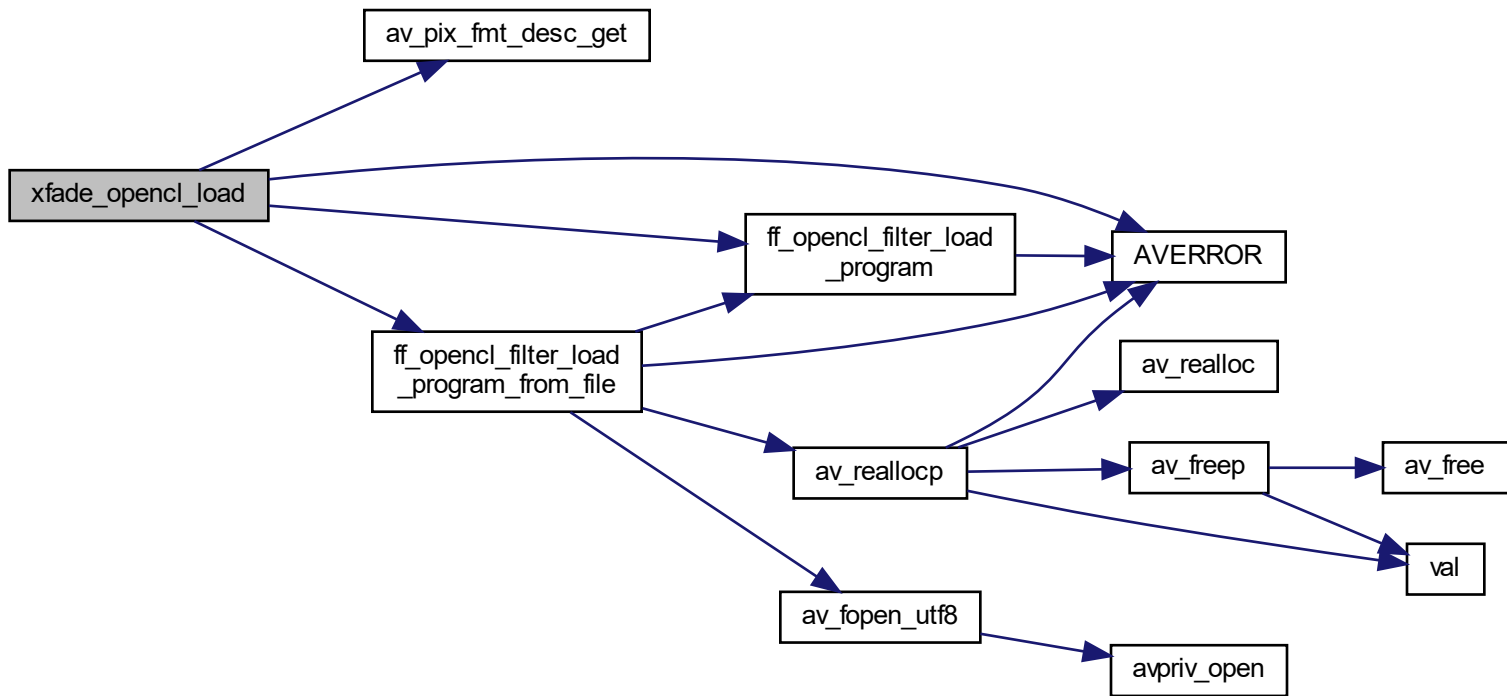 av_pix_fmt_desc_get
xfade_opencl_load
ff_opencl_filter_load
_program
AVERROR
ff_opencl_filter_load
_program_from_file
av_realloc
av_reallocp
av_freep
av_free
val
av_fopen_utf8
avpriv_open